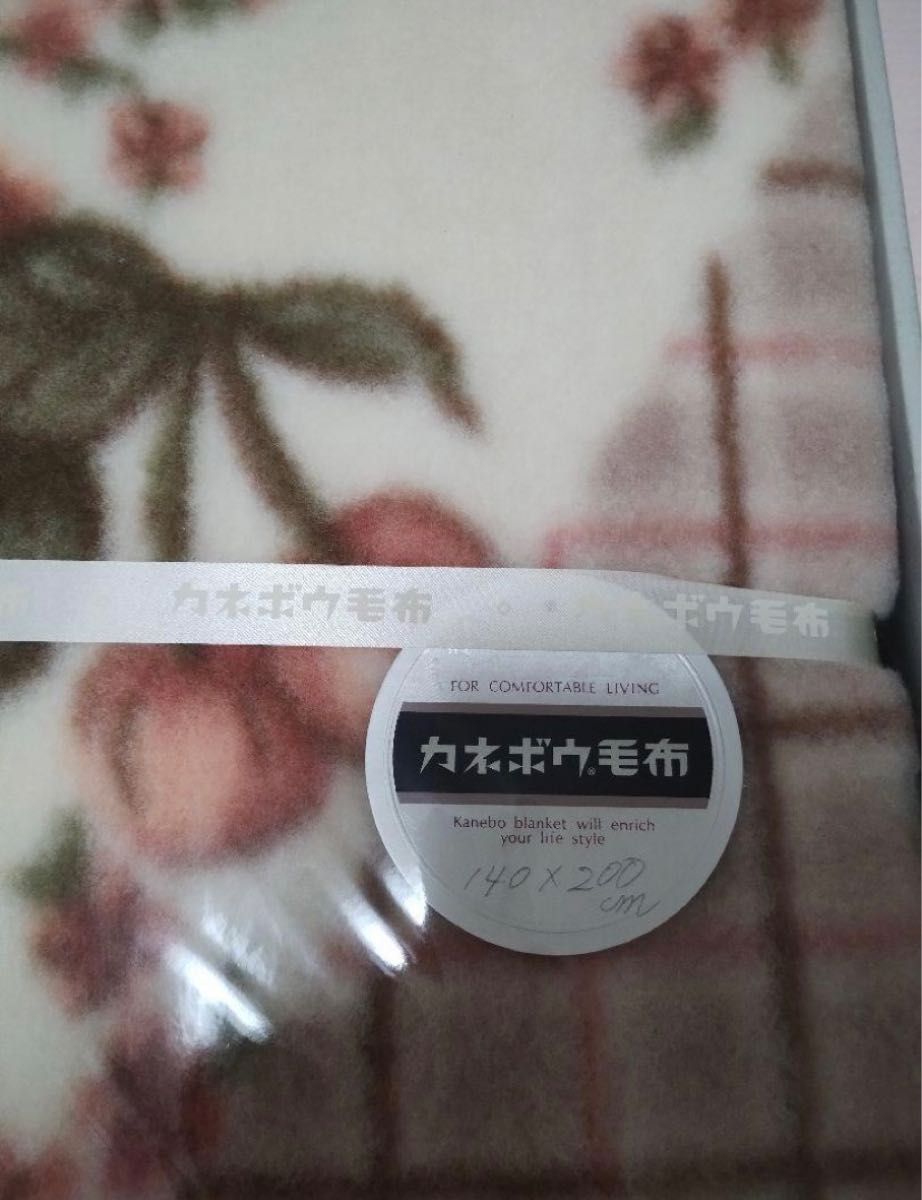 カネボウ毛布
カネボウ毛布
FOR COMFORTABLE LIVING
カネボウ®毛布
Kanebo blanket will enrich
your life style
140 x 200
cm